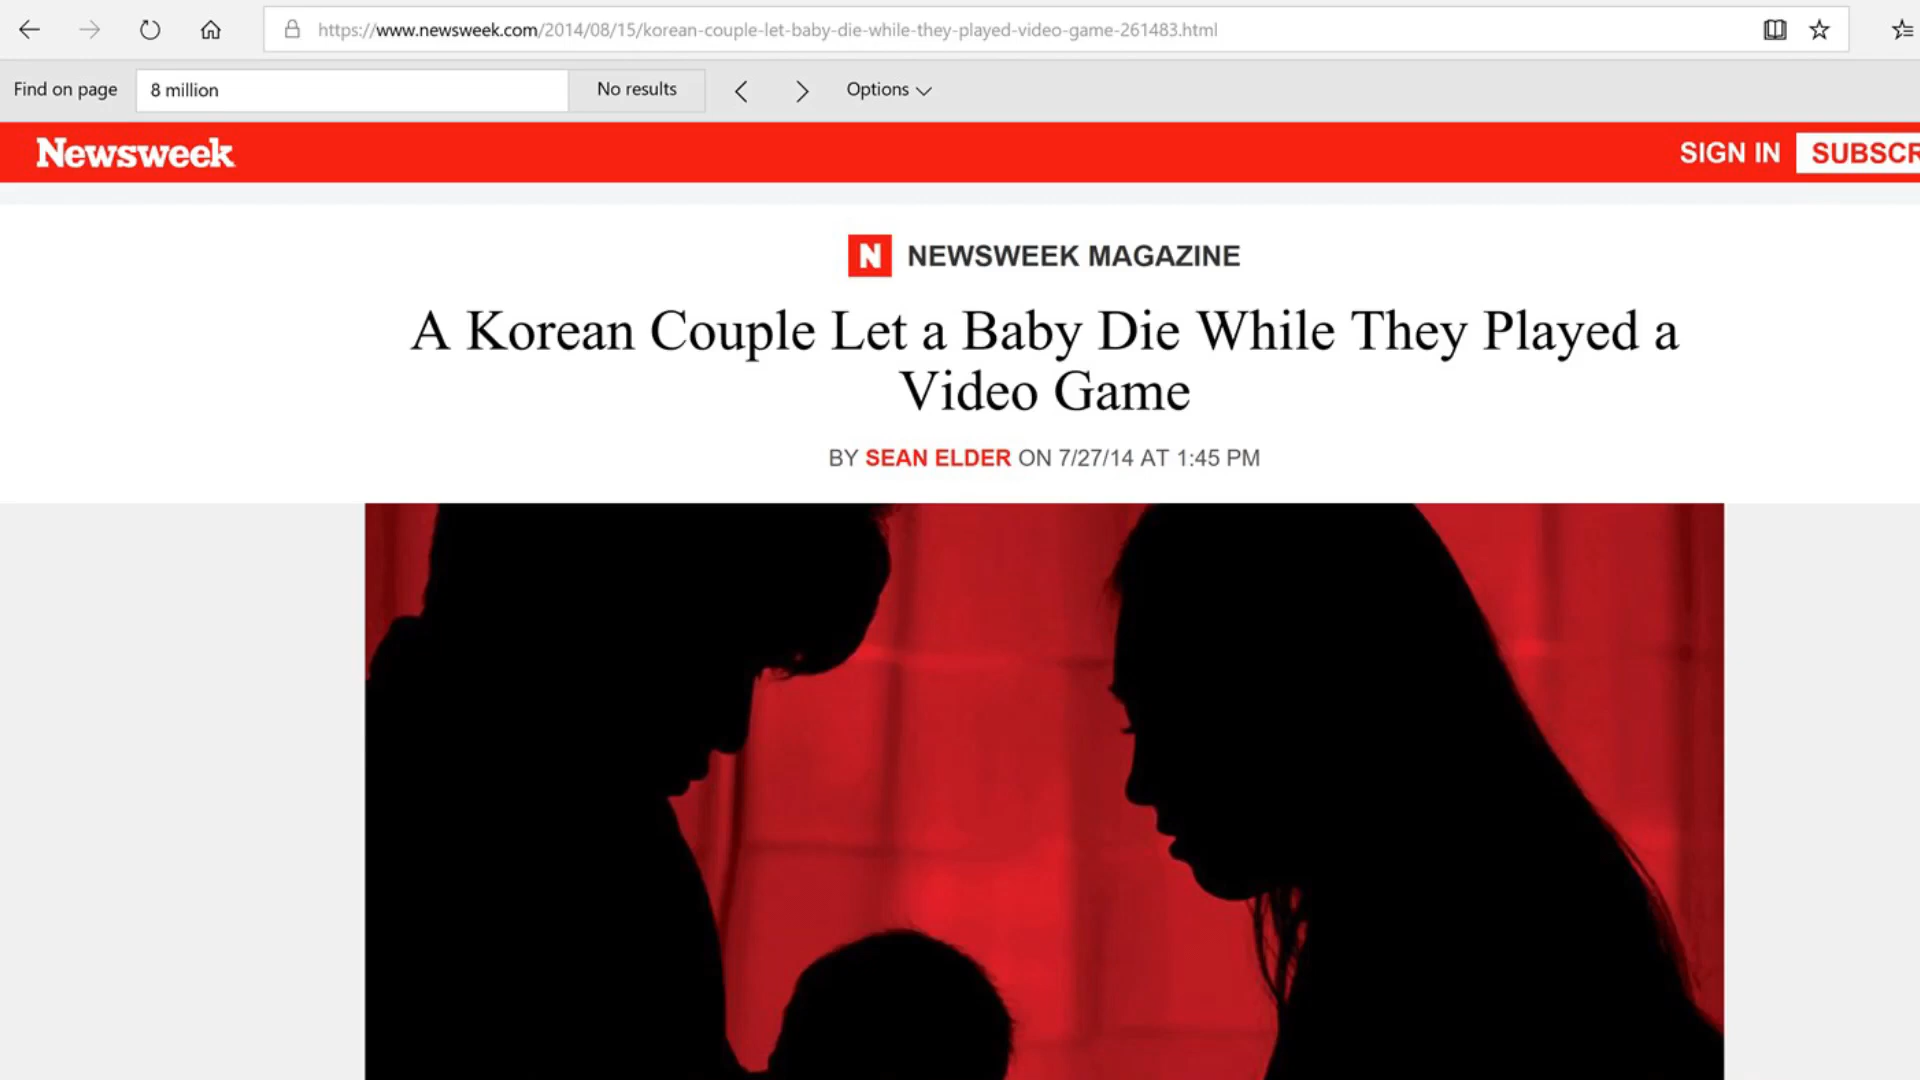 https://www.newsweek.com/2014/08/15/korean-couple-let-baby-die-while-they-played-video-game-261483.html
Find on page 8 million No results Options
Newsweek SIGN IN SUBSCR
N NEWSWEEK MAGAZINE
A Korean Couple Let a Baby Die While They Played a
Video Game
BY SEAN ELDER ON 7/27/14 AT 1:45 PM